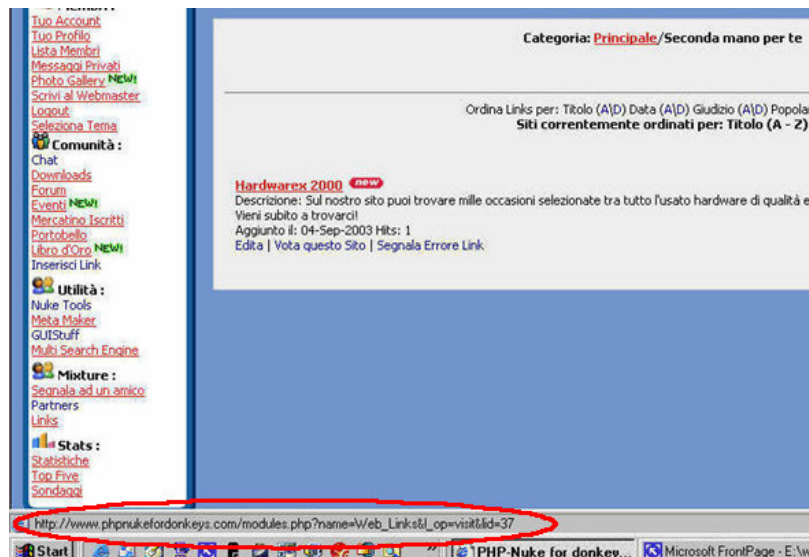 Tuo Account
Tuo Profilo
Lista Membri
Messaggi Privati
Photo Gallery NEW!
Scrivi al Webmaster
Logout
Seleziona Tema
Comunità :
Chat
Downloads
Forum
Eventi NEW!
Mercatino Iscritti
Portobello
Libro d'Oro NEW!
Inserisci Link
Utilità :
Nuke Tools
Meta Maker
GUIStuff
Multi Search Engine
Mixture :
Segnala ad un amico
Partners
Links
Stats :
Statistiche
Top Five
Sondaggi
Categoria: Principale/Seconda mano per te
Ordina Links per: Titolo (A\D) Data (A\D) Giudizio (A\D) Popola
Siti correntemente ordinati per: Titolo (A - Z)
Hardwarex 2000 new
Descrizione: Sul nostro sito puoi trovare mille occasioni selezionate tra tutto l'usato hardware di qualità e
Vieni subito a trovarci!
Aggiunto il: 04-Sep-2003 Hits: 1
Edita | Vota questo Sito | Segnala Errore Link
http://www.phpnukefordonkeys.com/modules.php?name=Web_Links&l_op=visit&lid=37
Start
PHP-Nuke for donkey...
Microsoft FrontPage - E:\